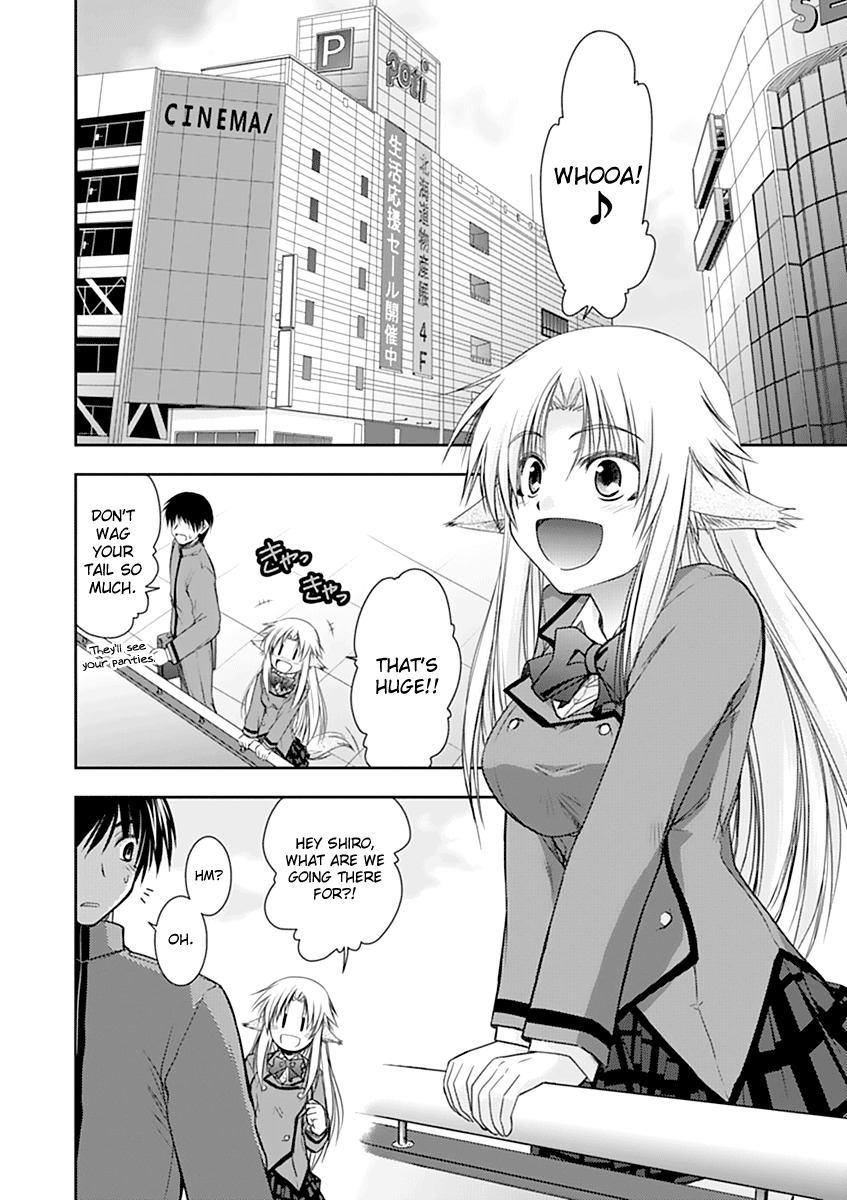 P
poti
SE
CINEMA/
北海道物産展 4F
生活応援セール開催中
WHOOA!
♪
THAT'S
HUGE!!
きゃっ
きゃっ
DON'T
WAG
YOUR
TAIL SO
MUCH.
They'll see
your panties.
HEY SHIRO,
WHAT ARE WE
GOING THERE
FOR?!
HM?
OH.